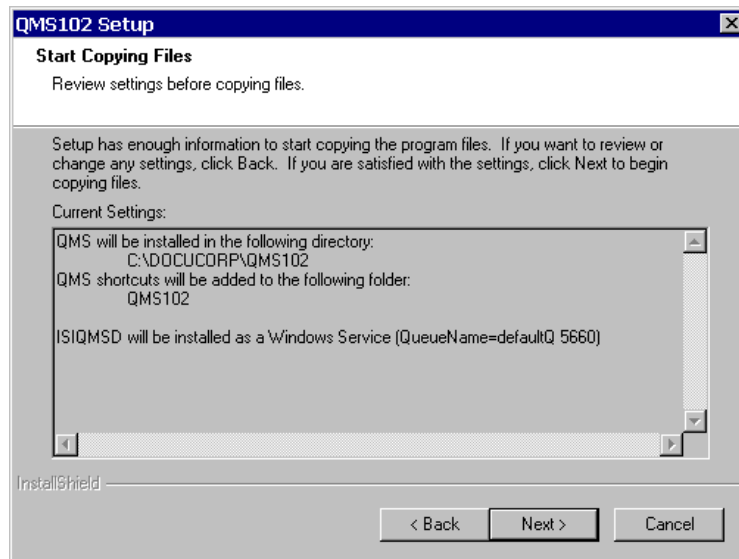 QMS102 Setup
Start Copying Files
Review settings before copying files.
Setup has enough information to start copying the program files.  If you want to review or
change any settings, click Back.  If you are satisfied with the settings, click Next to begin
copying files.
Current Settings:
QMS will be installed in the following directory:
C:\DOCUCORP\QMS102
QMS shortcuts will be added to the following folder:
QMS102
ISIQMSD will be installed as a Windows Service (QueueName=defaultQ 5660)
InstallShield
< Back
Next >
Cancel